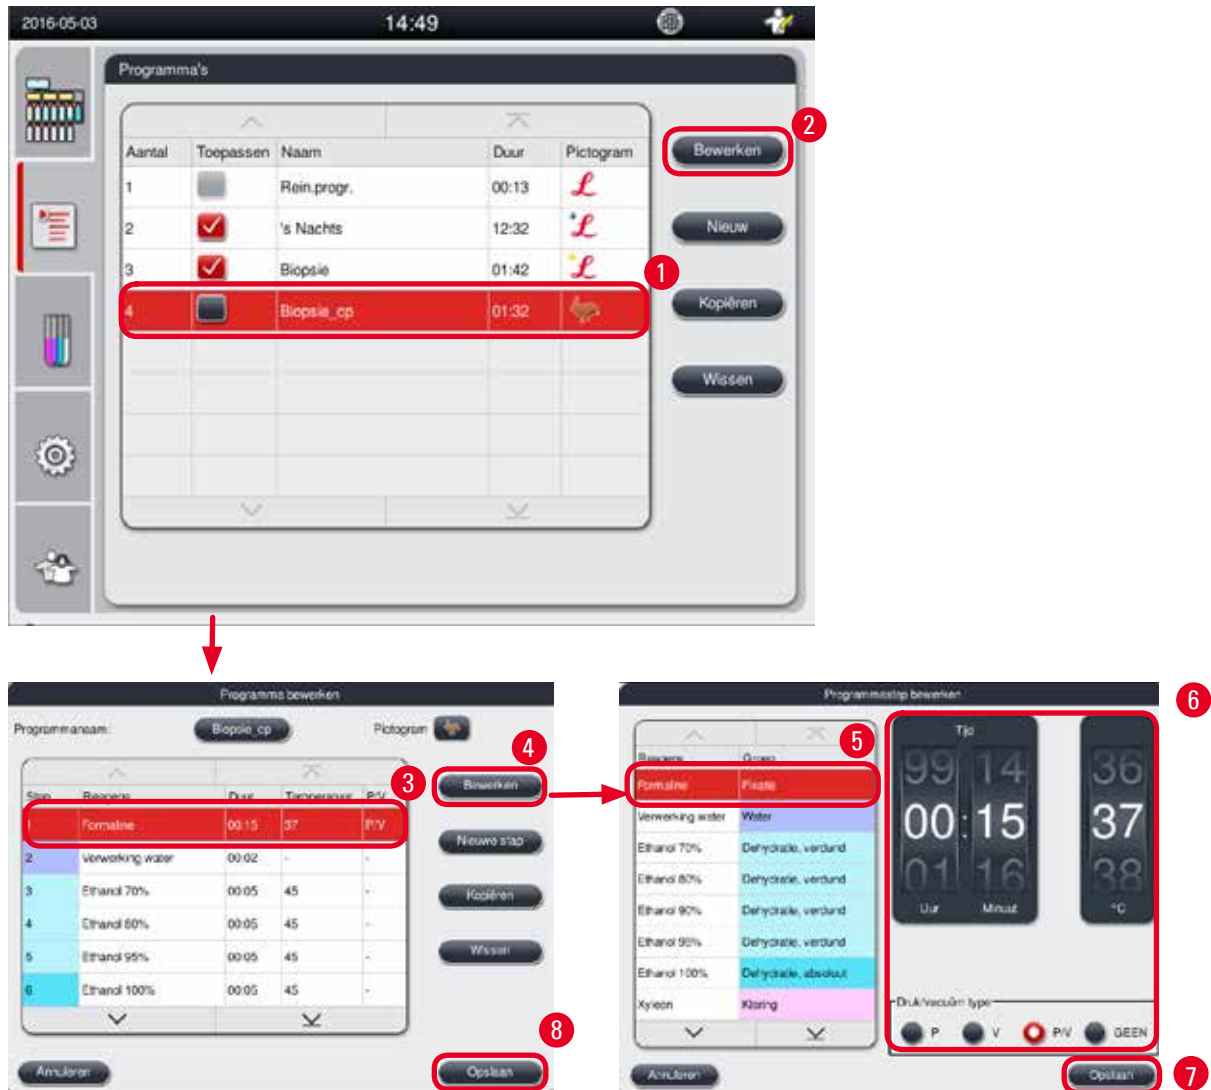 2016-05-03 14:49
Programma's
2
Aantal Toepassen Naam Duur Pictogram
Bewerken
1 Rein.progr. 00:13
2 's Nachts 12:32
Nieuw
3 Biopsie 01:42
1
4 Biopsie_cp 01:32
Kopiëren
Wissen
Programma bewerken
Programmanaam: Biopsie_cp Pictogram
4
3
Bewerken
Stap Reagens Duur Temperatuur P/V
1 Formaline 00:15 37 P/V
Nieuwe stap
2 Verwerking water 00:02 - -
3 Ethanol 70% 00:05 45 -
Kopiëren
4 Ethanol 80% 00:05 45 -
Wissen
5 Ethanol 95% 00:05 45 -
6 Ethanol 100% 00:05 45 -
8
Annuleren Opslaan
Programmastap bewerken
6
5
Reagens Groep
Formaline Fixatie
Verwerking water Water
Ethanol 70% Dehydratie, verdund
Ethanol 80% Dehydratie, verdund
Ethanol 90% Dehydratie, verdund
Ethanol 95% Dehydratie, verdund
Ethanol 100% Dehydratie, absoluut
Xyleen Klaring
Tijd
99 14 36
00:15 37
01 16 38
Uur Minuut °C
Druk/vacuüm type
P V P/V GEEN
Annuleren Opslaan
7